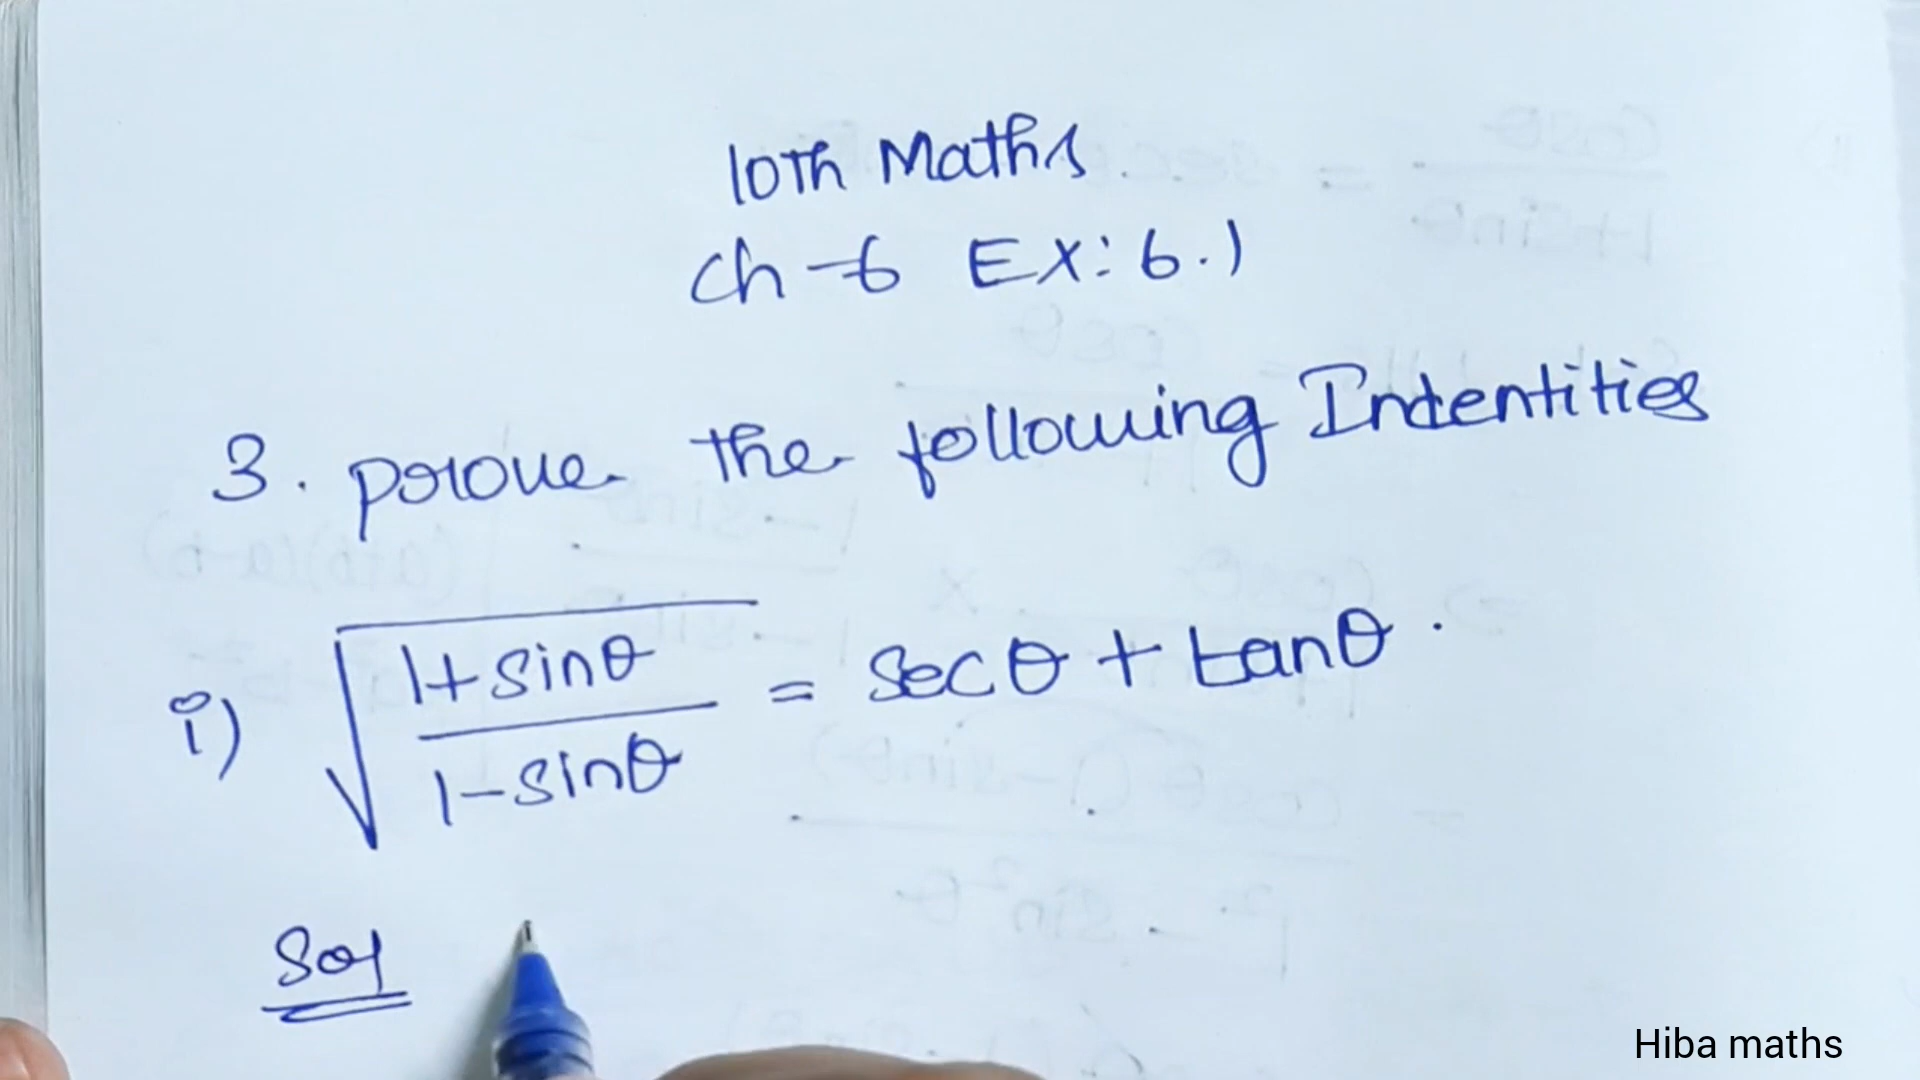 10Th Maths
Ch-6 Ex: 6.1
3. prove the following Indentities
i) √(1+sinθ / 1-sinθ) = secθ + tanθ.
Sol
Hiba maths